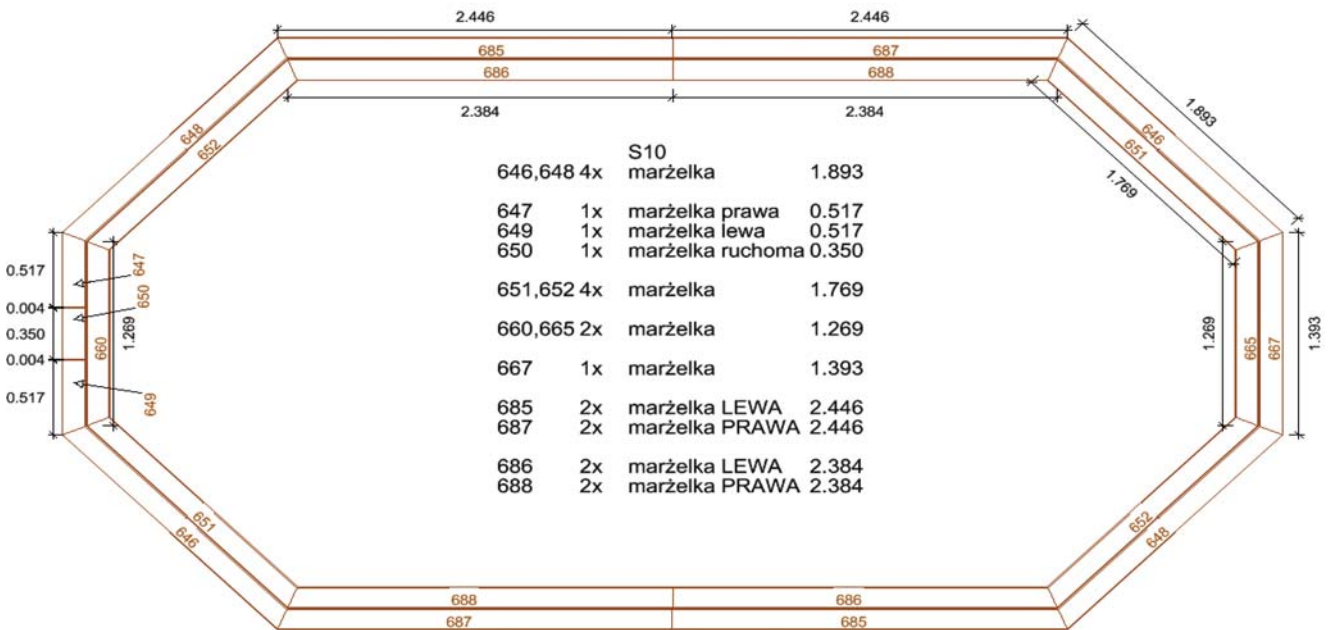 2.446 2.446
685 687
686 688
2.384 2.384
648 652 651 646 1.893
1.769
S10
646,648 4x marżelka 1.893
647 1x marżelka prawa 0.517
649 1x marżelka lewa 0.517
650 1x marżelka ruchoma 0.350
651,652 4x marżelka 1.769
660,665 2x marżelka 1.269
667 1x marżelka 1.393
685 2x marżelka LEWA 2.446
687 2x marżelka PRAWA 2.446
686 2x marżelka LEWA 2.384
688 2x marżelka PRAWA 2.384
0.517
0.004
0.350
0.004
0.517
647
650
660
1.269
649
1.269
665
667
1.393
651
646
652
648
688 686
687 685